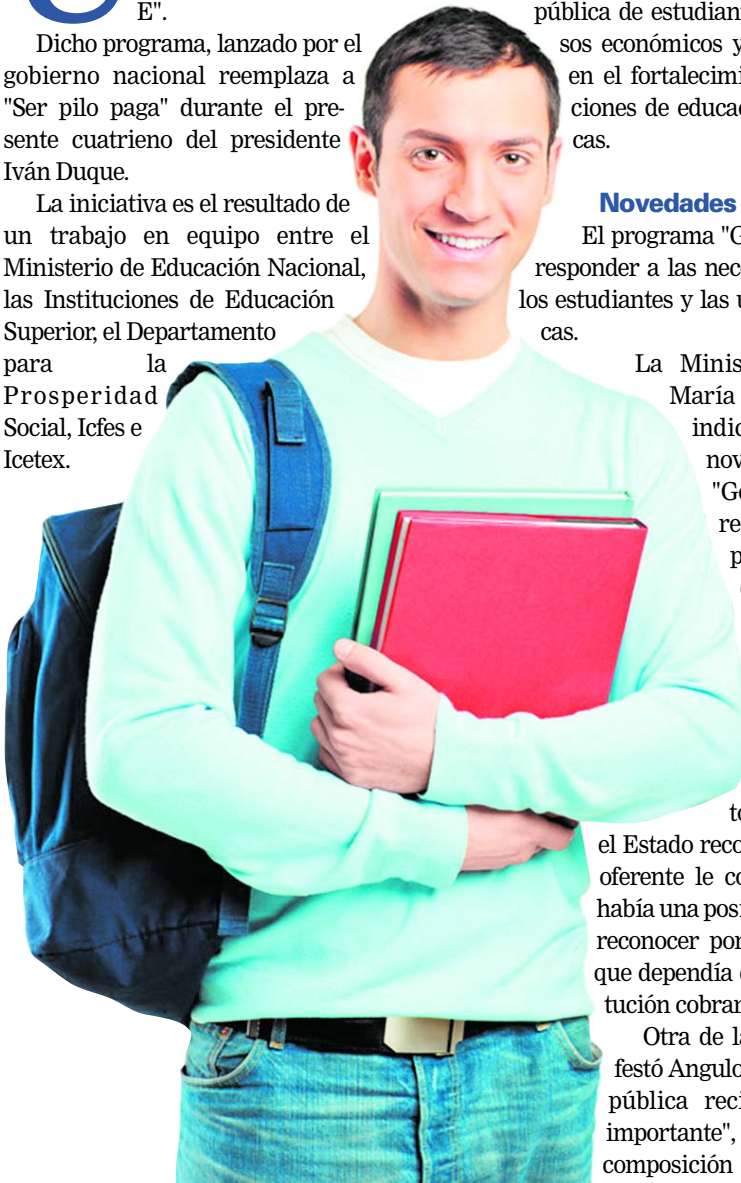 E".
Dicho programa, lanzado por el
gobierno nacional reemplaza a
"Ser pilo paga" durante el pre-
sente cuatrieno del presidente
Iván Duque.
La iniciativa es el resultado de
un trabajo en equipo entre el
Ministerio de Educación Nacional,
las Instituciones de Educación
Superior, el Departamento
para la
Prosperidad
Social, Icfes e
Icetex.
pública de estudiant
sos económicos y
en el fortalecimi
ciones de educac
cas.
Novedades
El programa "G
responder a las nece
los estudiantes y las u
cas.
La Minis
María
indic
nov
"Ge
re
p
to
el Estado reco
oferente le co
había una posi
reconocer por
que dependía
tución cobrar
Otra de la
festó Angulo
pública reci
importante",
composición